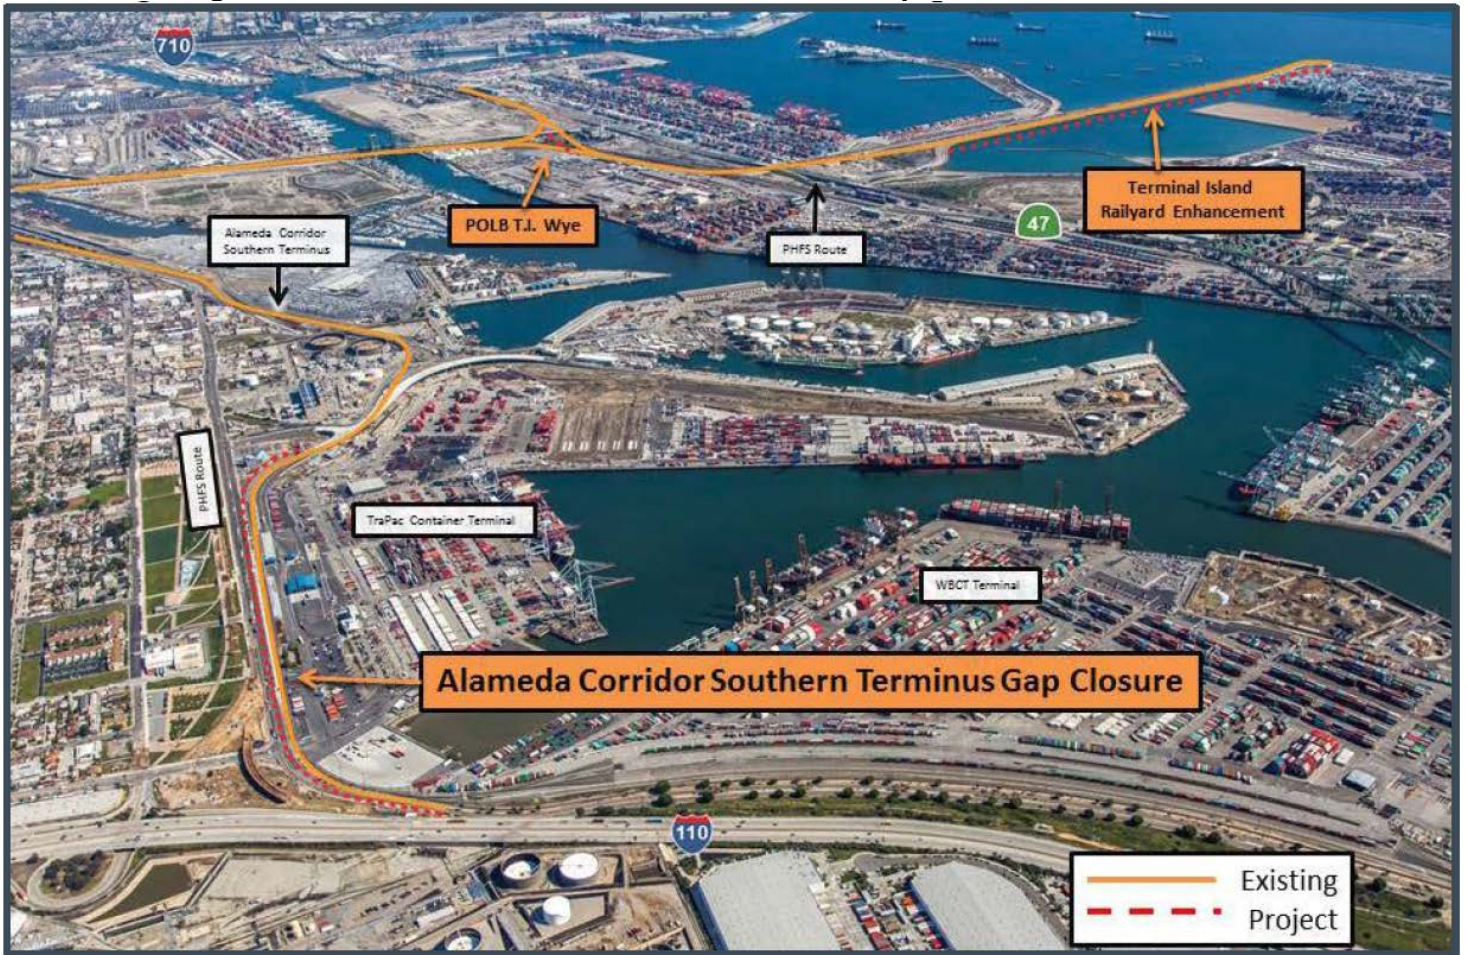 710
Terminal Island
Railyard Enhancement
POLB T.I. Wye
47
Alameda Corridor
Southern Terminus
PHFS Route
PHFS Route
TraPac Container Terminal
WBCT Terminal
Alameda Corridor Southern Terminus Gap Closure
110
Existing
Project